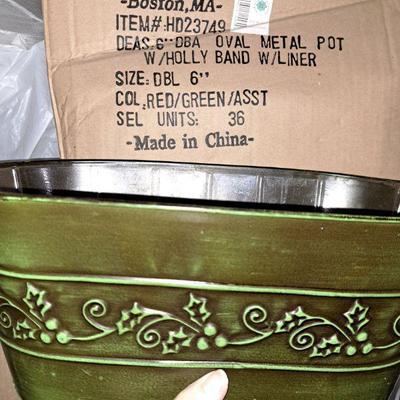 -Boston,MA-
ITEM#:HD23749
DEAS.6''DBA OVAL METAL POT
W/HOLLY BAND W/LINER
SIZE: DBL 6''
COL:RED/GREEN/ASST
SEL UNITS: 36
-Made in China-